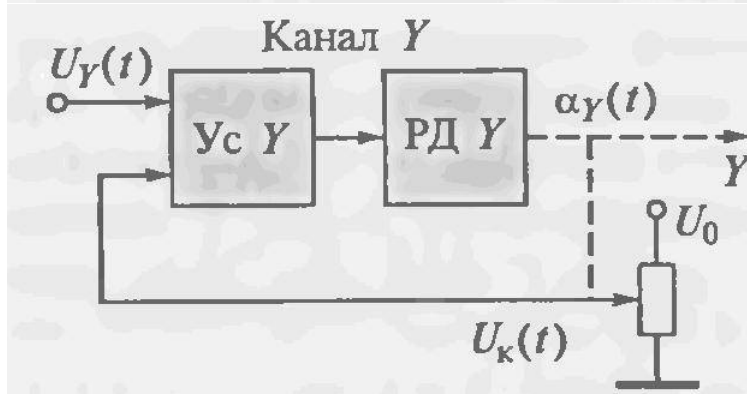 Канал Y
U_Y(t)
Ус Y
РД Y
α_Y(t)
Y
U_0
U_к(t)